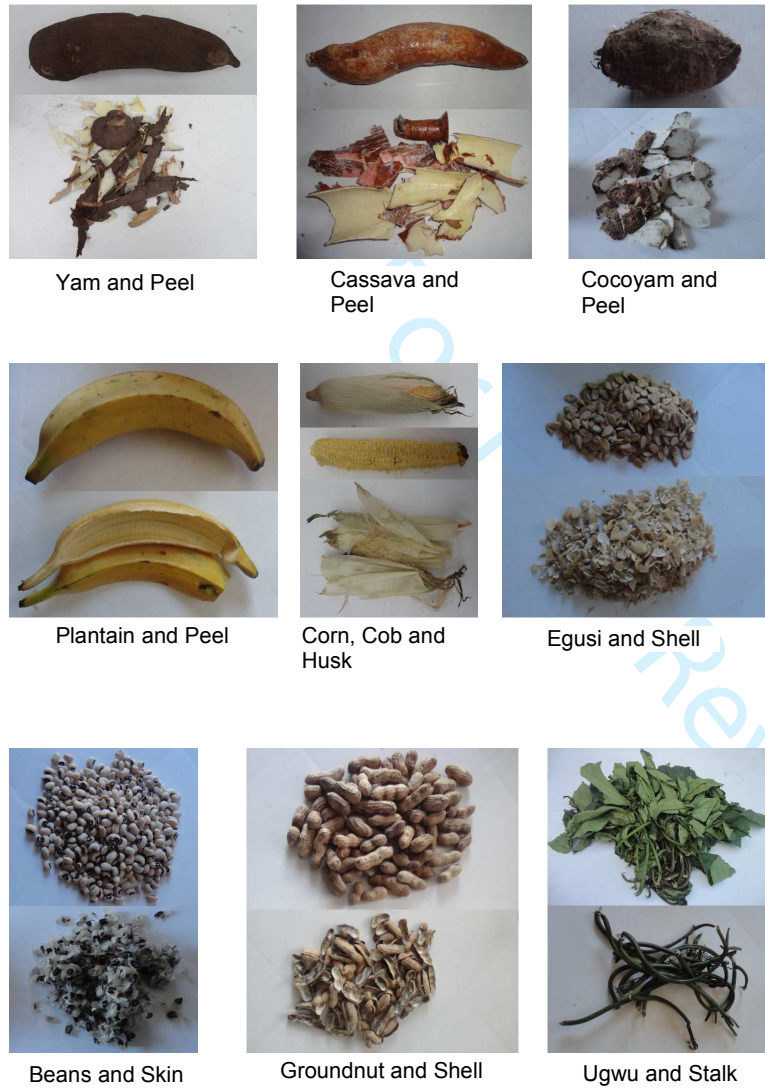 Yam and Peel
Cassava and
Peel
Cocoyam and
Peel
Plantain and Peel
Corn, Cob and
Husk
Egusi and Shell
Beans and Skin
Groundnut and Shell
Ugwu and Stalk